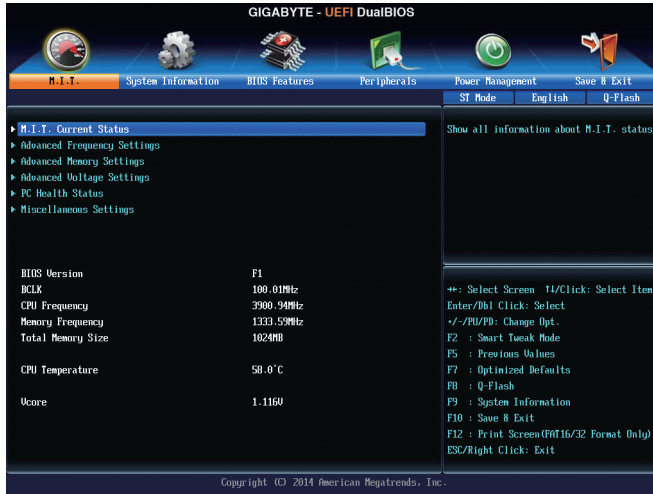 GIGABYTE - UEFI DualBIOS
M.I.T.
System Information
BIOS Features
Peripherals
Power Management
Save & Exit
ST Mode
English
Q-Flash
M.I.T. Current Status
Advanced Frequency Settings
Advanced Memory Settings
Advanced Voltage Settings
PC Health Status
Miscellaneous Settings
Show all information about M.I.T. status
BIOS Version F1
BCLK 100.01MHz
CPU Frequency 3900.94MHz
Memory Frequency 1333.59MHz
Total Memory Size 1024MB
CPU Temperature 58.0°C
Vcore 1.116V
↔: Select Screen ↑↓/Click: Select Item
Enter/Dbl Click: Select
+/-/PU/PD: Change Opt.
F2 : Smart Tweak Mode
F5 : Previous Values
F7 : Optimized Defaults
F8 : Q-Flash
F9 : System Information
F10 : Save & Exit
F12 : Print Screen(FAT16/32 Format Only)
ESC/Right Click: Exit
Copyright (C) 2014 American Megatrends, Inc.